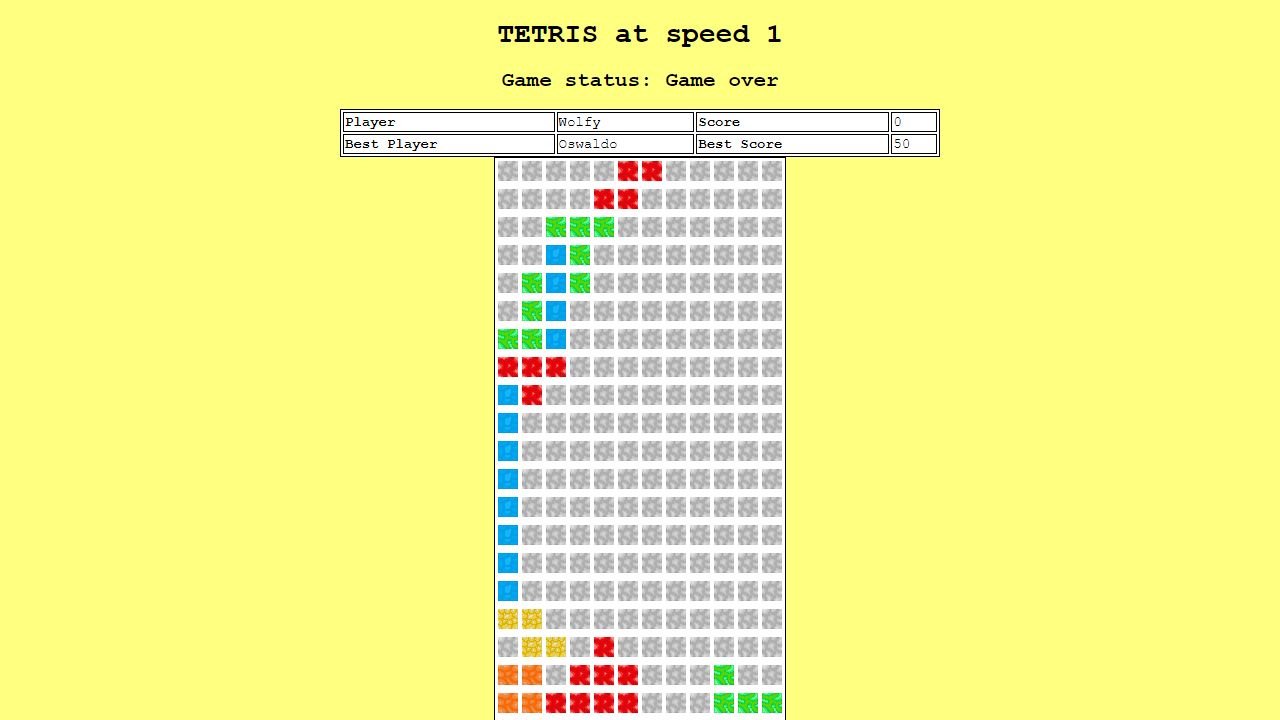 TETRIS at speed 1
Game status: Game over
Player Wolfy Score 0
Best Player Oswaldo Best Score 50